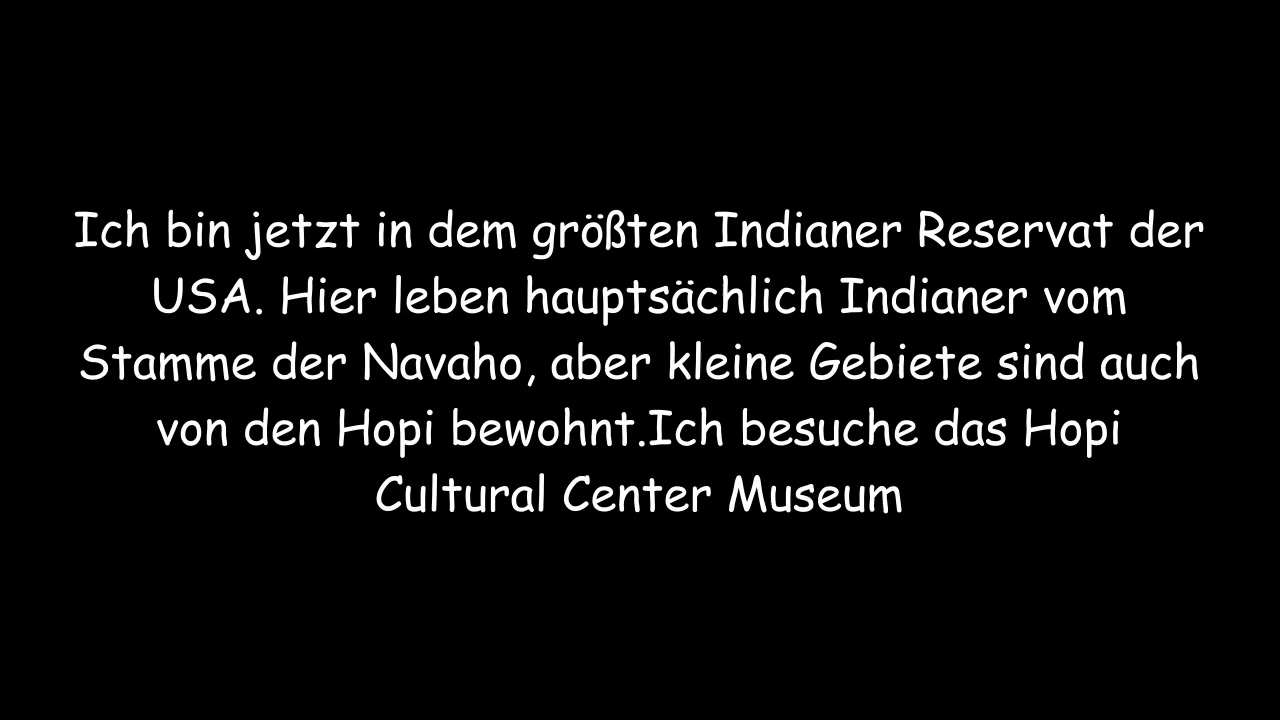 Ich bin jetzt in dem größten Indianer Reservat der
USA. Hier leben hauptsächlich Indianer vom
Stamme der Navaho, aber kleine Gebiete sind auch
von den Hopi bewohnt.Ich besuche das Hopi
Cultural Center Museum